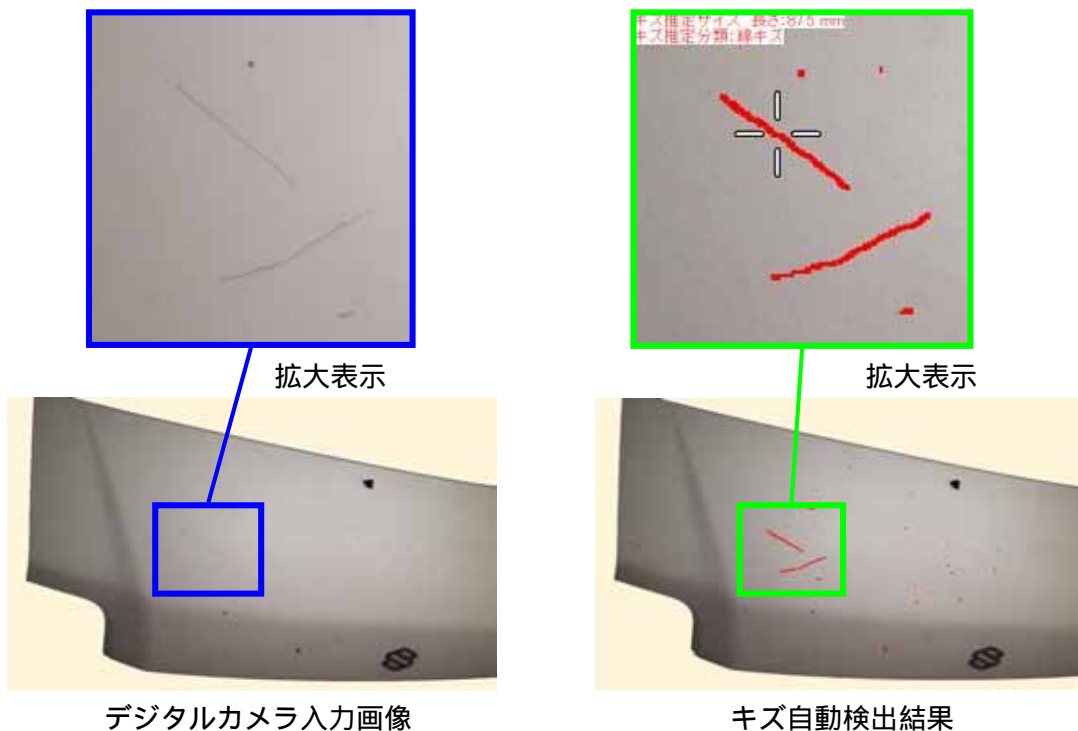 キズ推定サイズ 長さ:875 mm
キズ推定分類:線キズ
拡大表示
拡大表示
デジタルカメラ入力画像
キズ自動検出結果